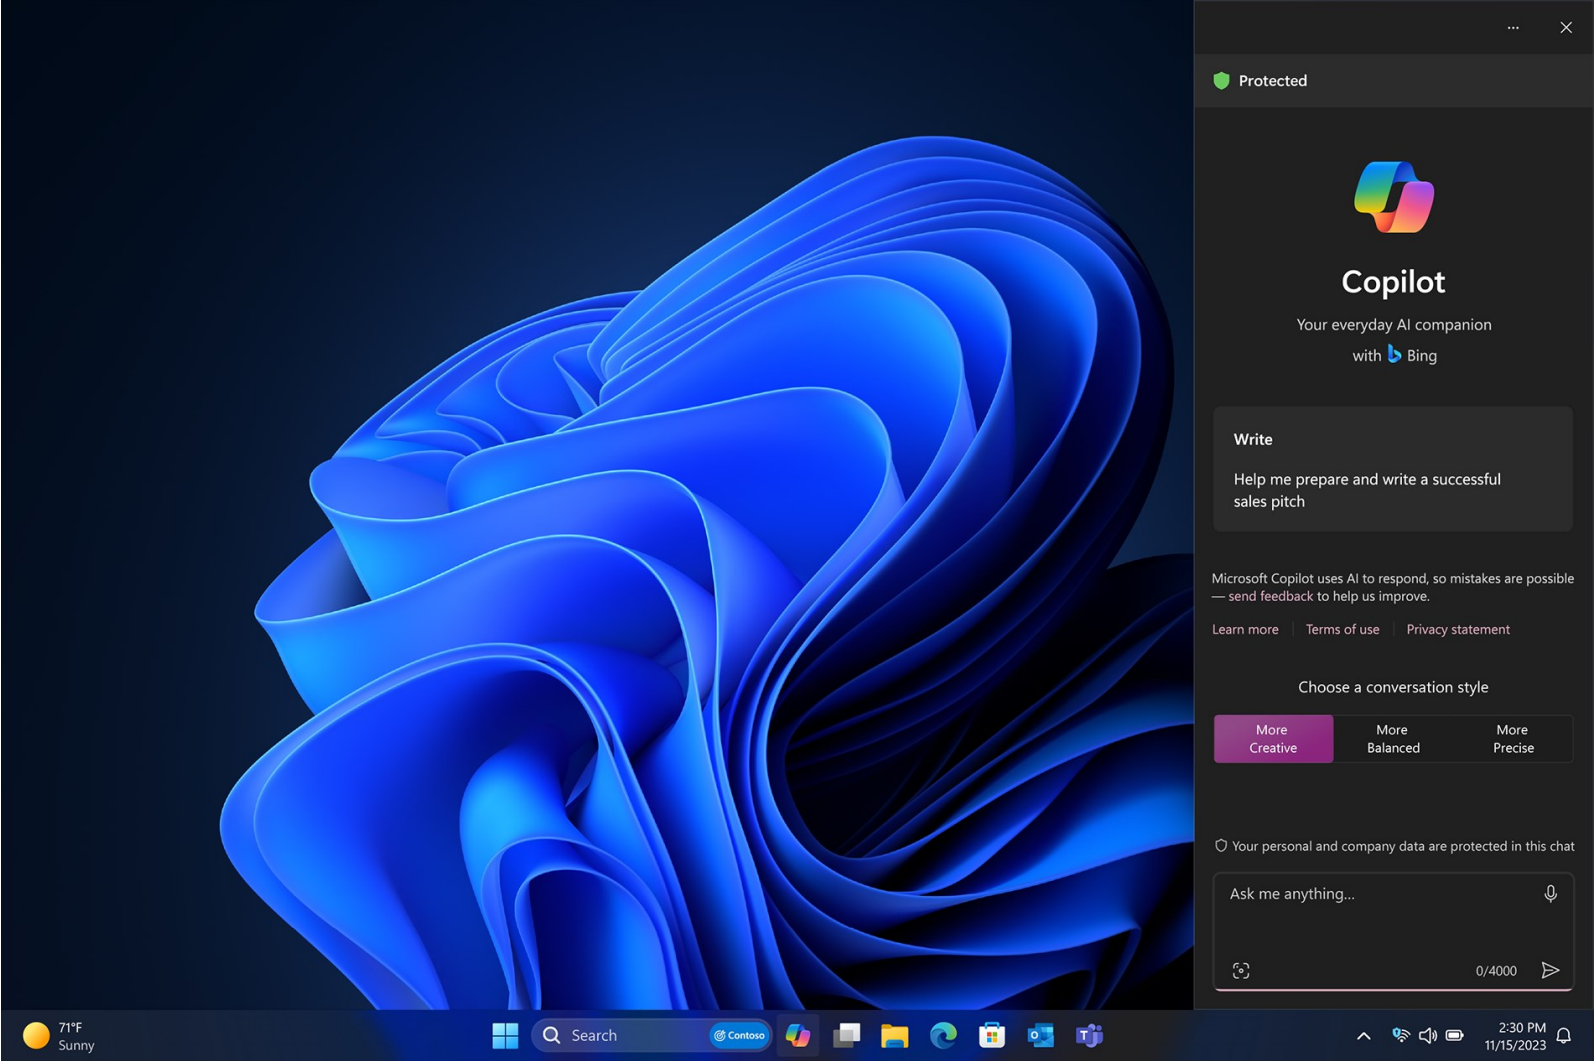 Protected
Copilot
Your everyday AI companion
with Bing
Write
Help me prepare and write a successful
sales pitch
Microsoft Copilot uses AI to respond, so mistakes are possible
— send feedback to help us improve.
Learn more
Terms of use
Privacy statement
Choose a conversation style
More
Creative
More
Balanced
More
Precise
Your personal and company data are protected in this chat
Ask me anything...
0/4000
71°F
Sunny
Search
Contoso
2:30 PM
11/15/2023